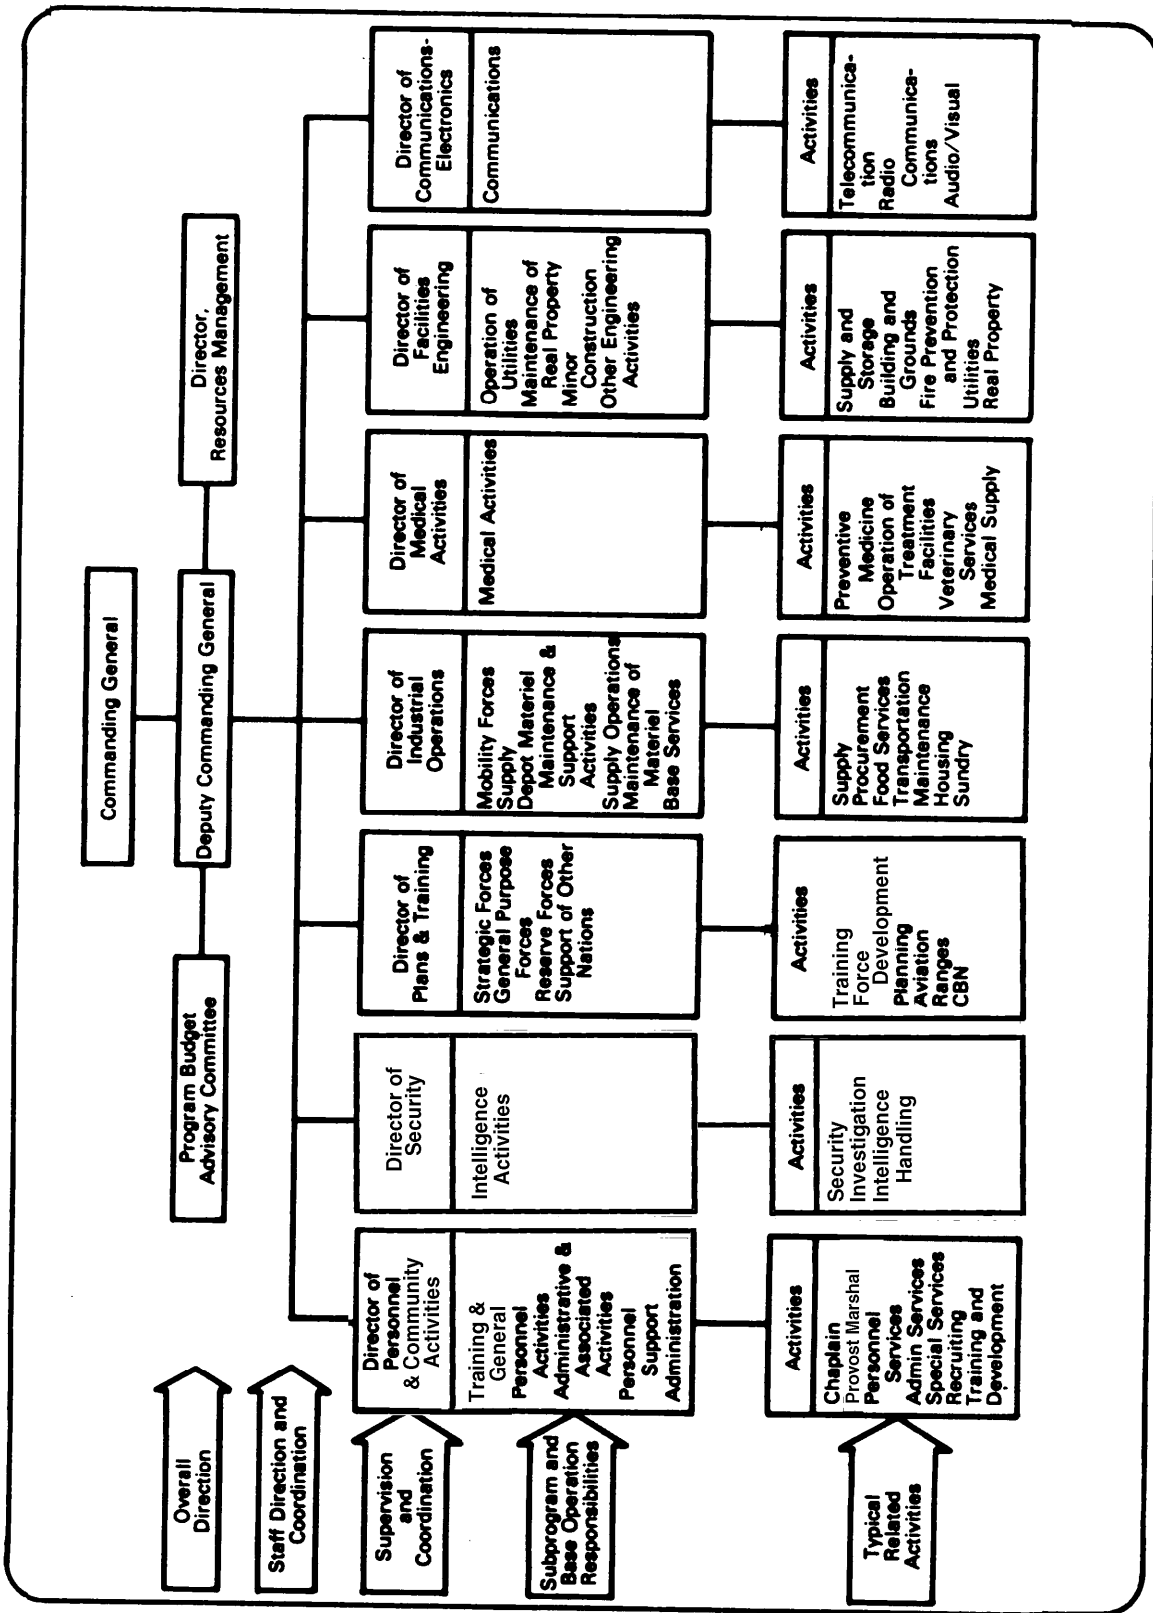 Commanding General
Program Budget
Advisory Committee
Deputy Commanding General
Director,
Resources Management
Overall
Direction
Staff Direction and
Coordination
Supervision
and
Coordination
Director of
Personnel
& Community
Activities
Director of
Security
Director of
Plans & Training
Director of
Industrial
Operations
Director of
Medical
Activities
Director of
Facilities
Engineering
Director of
Communications-
Electronics
Subprogram and
Base Operation
Responsibilities
Training &
General
Personnel
Activities
Administrative &
Associated
Activities
Personnel
Support
Administration
Intelligence
Activities
Strategic Forces
General Purpose
Forces
Reserve Forces
Support of Other
Nations
Mobility Forces
Supply
Depot Materiel
Maintenance &
Support
Activities
Supply Operations
Maintenance of
Materiel
Base Services
Medical Activities
Operation of
Utilities
Maintenance of
Real Property
Minor
Construction
Other Engineering
Activities
Communications
Typical
Related
Activities
Activities
Chaplain
Provost Marshal
Personnel
Services
Admin Services
Special Services
Recruiting
Training and
Development
Activities
Security
Investigation
Intelligence
Handling
Activities
Training
Force
Development
Planning
Aviation
Ranges
CBN
Activities
Supply
Procurement
Food Services
Transportation
Maintenance
Housing
Sundry
Activities
Preventive
Medicine
Operation of
Treatment
Facilities
Veterinary
Services
Medical Supply
Activities
Supply and
Storage
Building and
Grounds
Fire Prevention
and Protection
Utilities
Real Property
Activities
Telecommunica-
tion
Radio
Communica-
tions
Audio/Visual